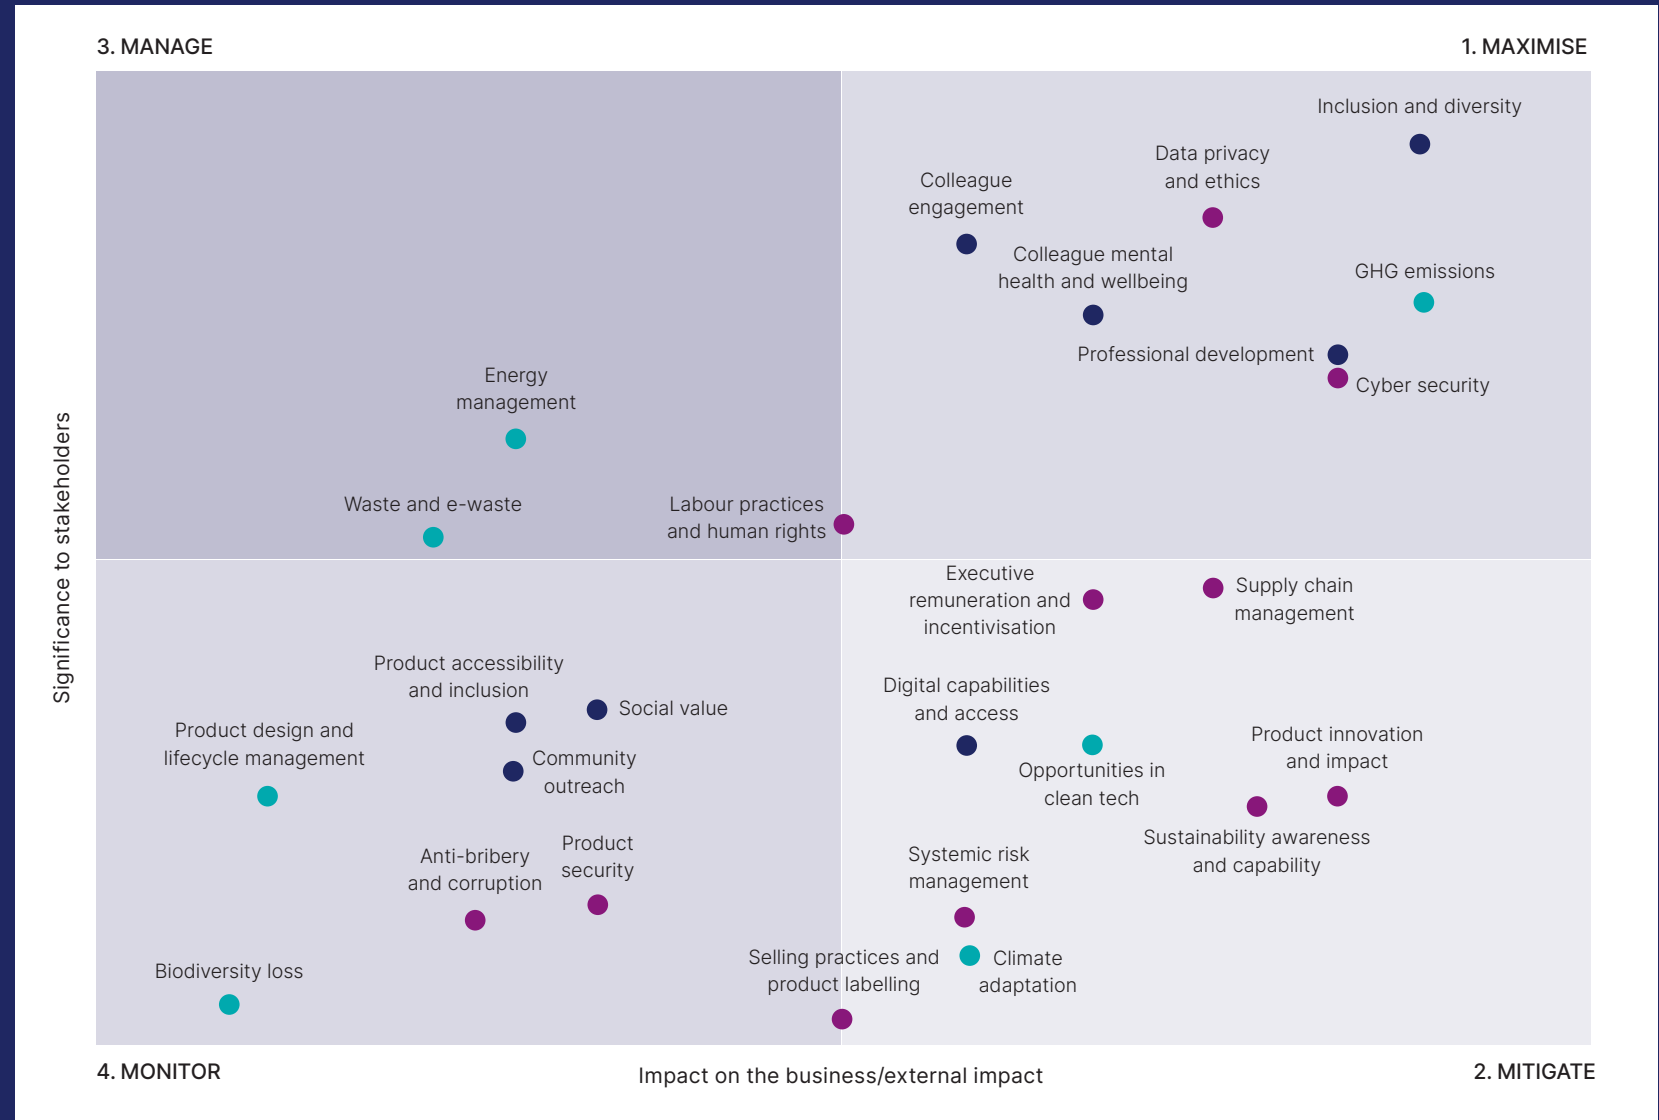 3. MANAGE
1. MAXIMISE
Inclusion and diversity
Data privacy
and ethics
Colleague
engagement
Colleague mental
health and wellbeing
GHG emissions
Professional development
Cyber security
Energy
management
Waste and e-waste
Labour practices
and human rights
Significance to stakeholders
Executive
remuneration and
incentivisation
Supply chain
management
Product accessibility
and inclusion
Social value
Digital capabilities
and access
Product design and
lifecycle management
Community
outreach
Opportunities in
clean tech
Product innovation
and impact
Sustainability awareness
and capability
Anti-bribery
and corruption
Product
security
Systemic risk
management
Selling practices and
product labelling
Climate
adaptation
Biodiversity loss
4. MONITOR
Impact on the business/external impact
2. MITIGATE